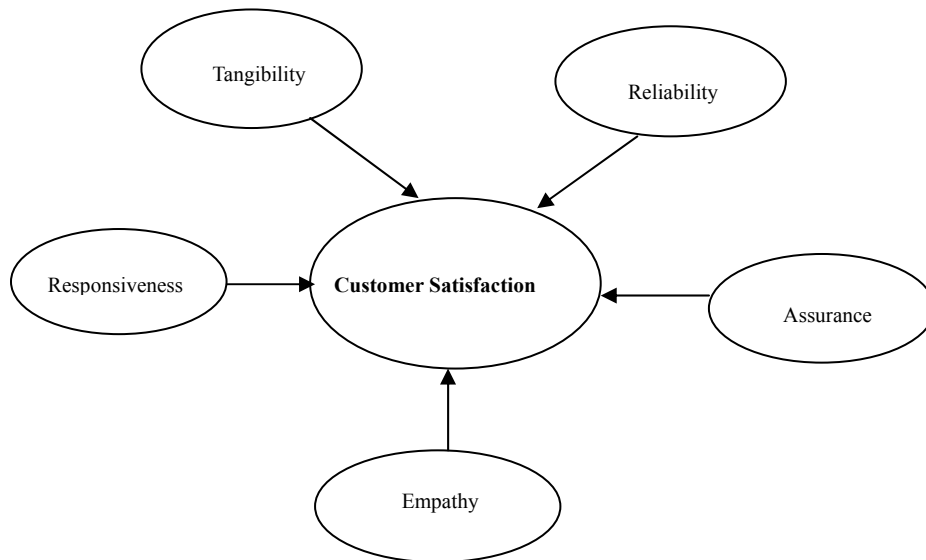 Tangibility
Reliability
Responsiveness
Customer Satisfaction
Assurance
Empathy